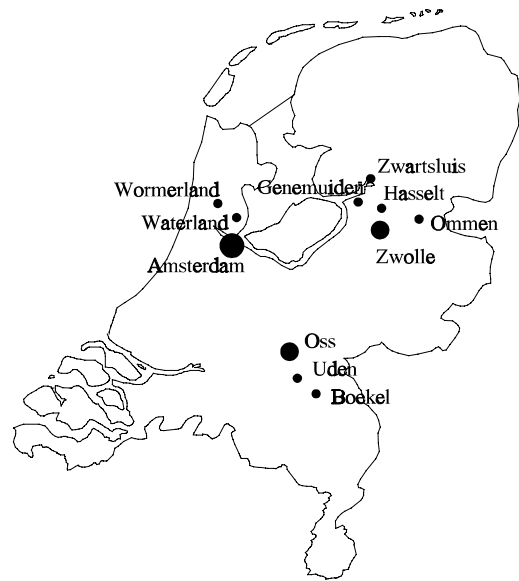 Zwartsluis
Wormerland
Genemuiden
Hasselt
Waterland
Ommen
Amsterdam
Zwolle
Oss
Uden
Boekel